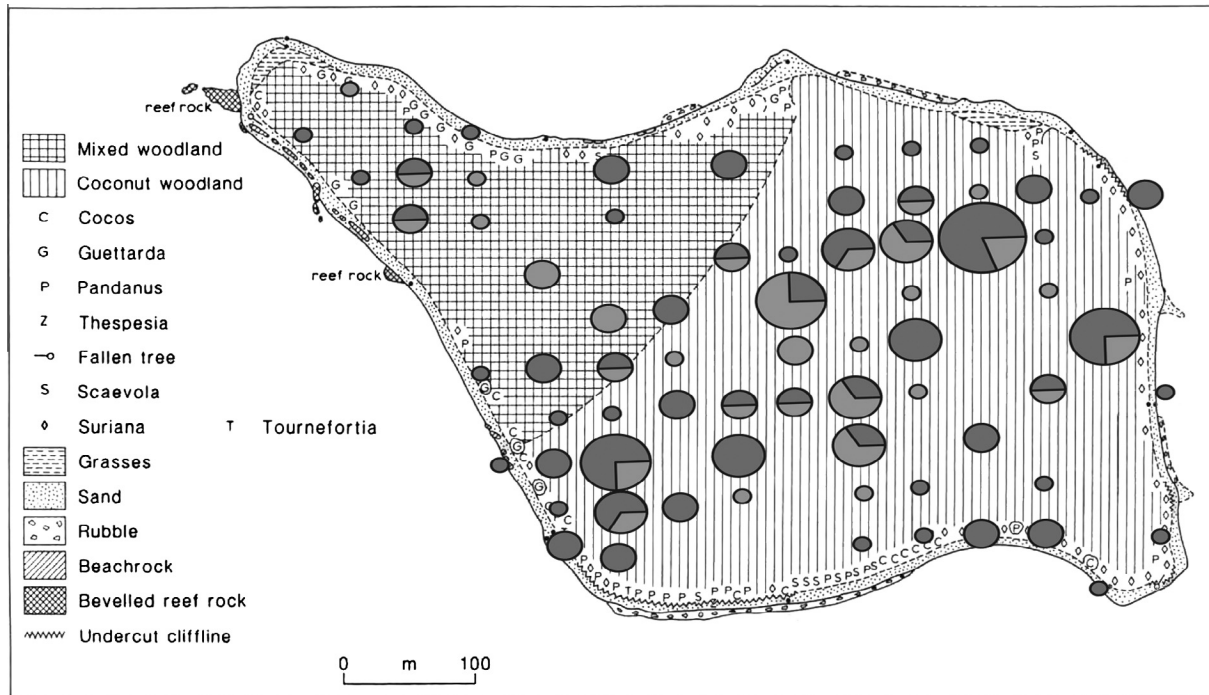 reef rock
Mixed woodland
Coconut woodland
C Cocos
G Guettarda
reef rock
P Pandanus
Z Thespesia
Fallen tree
S Scaevola
Suriana T Tournefortia
Grasses
Sand
Rubble
Beachrock
Bevelled reef rock
Undercut cliffline
0 m 100